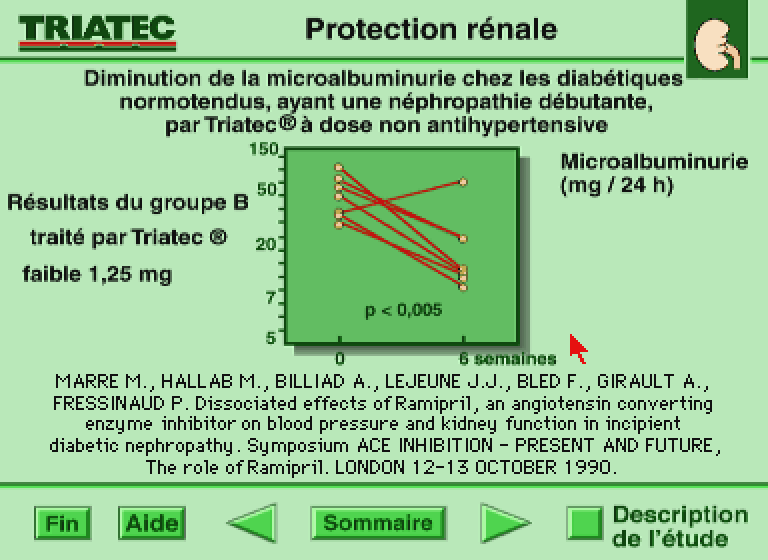 TRIATEC
Protection rénale
Diminution de la microalbuminurie chez les diabétiques
normotendus, ayant une néphropathie débutante,
par Triatec® à dose non antihypertensive
Résultats du groupe B
traité par Triatec ®
faible 1,25 mg
150
50
20
7
5
p < 0,005
0
6 semaines
Microalbuminurie
(mg / 24 h)
MARRE M., HALLAB M., BILLIAD A., LEJEUNE J.J., BLED F., GIRAULT A.,
FRESSINAUD P. Dissociated effects of Ramipril, an angiotensin converting
enzyme inhibitor on blood pressure and kidney function in incipient
diabetic nephropathy. Symposium ACE INHIBITION - PRESENT AND FUTURE,
The role of Ramipril. LONDON 12-13 OCTOBER 1990.
Fin
Aide
Sommaire
Description
de l'étude